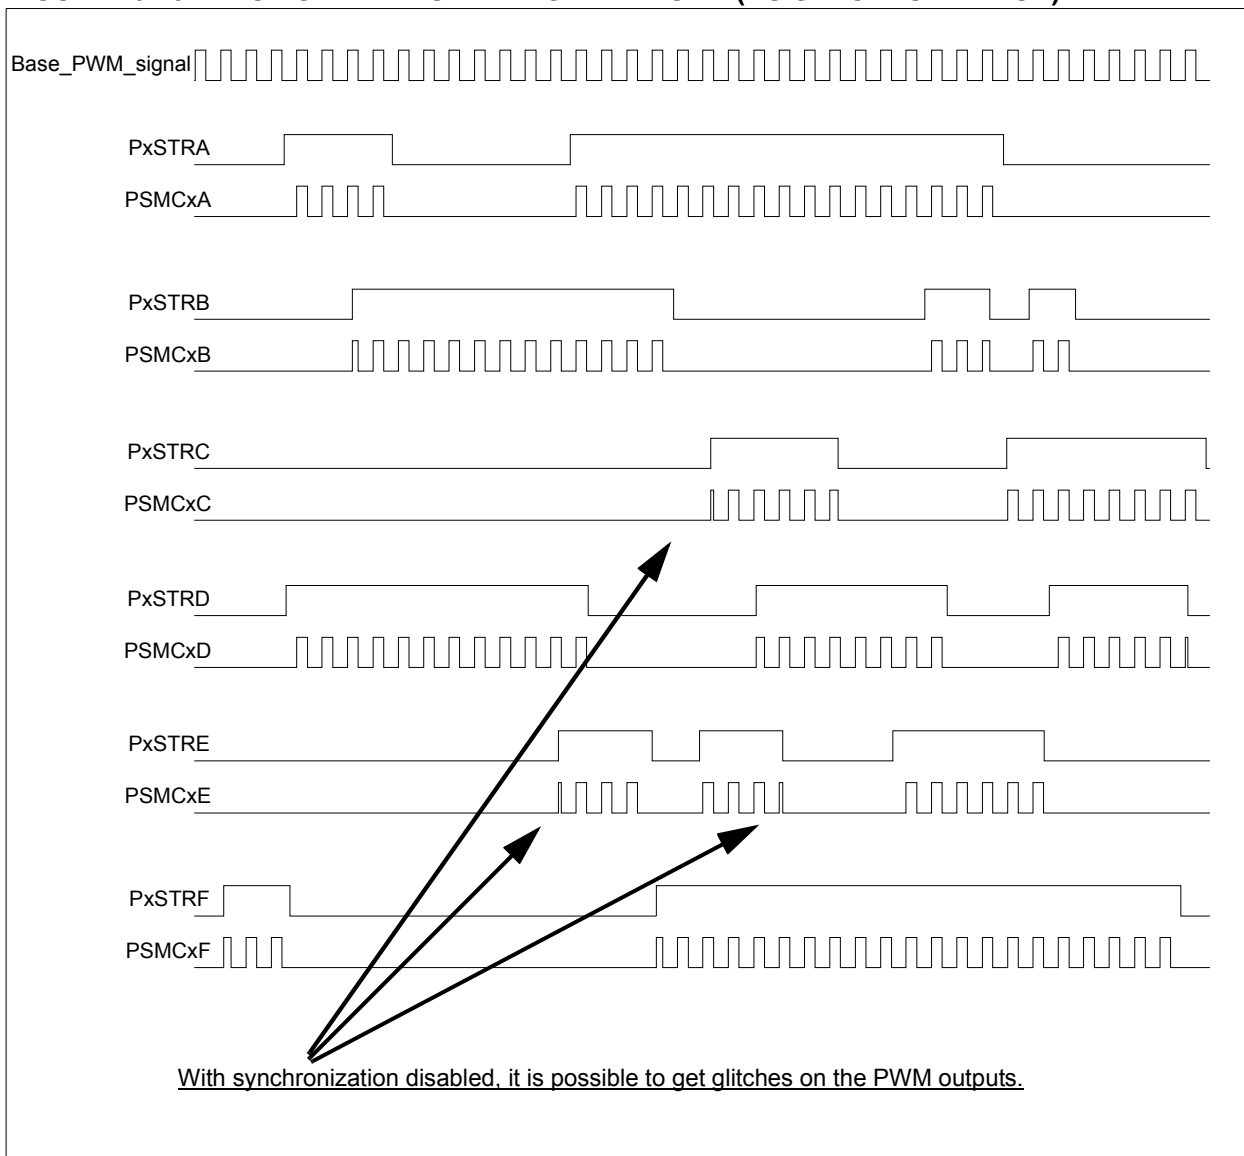 Base_PWM_signal
PxSTRA
PSMCxA
PxSTRB
PSMCxB
PxSTRC
PSMCxC
PxSTRD
PSMCxD
PxSTRE
PSMCxE
PxSTRF
PSMCxF
With synchronization disabled, it is possible to get glitches on the PWM outputs.